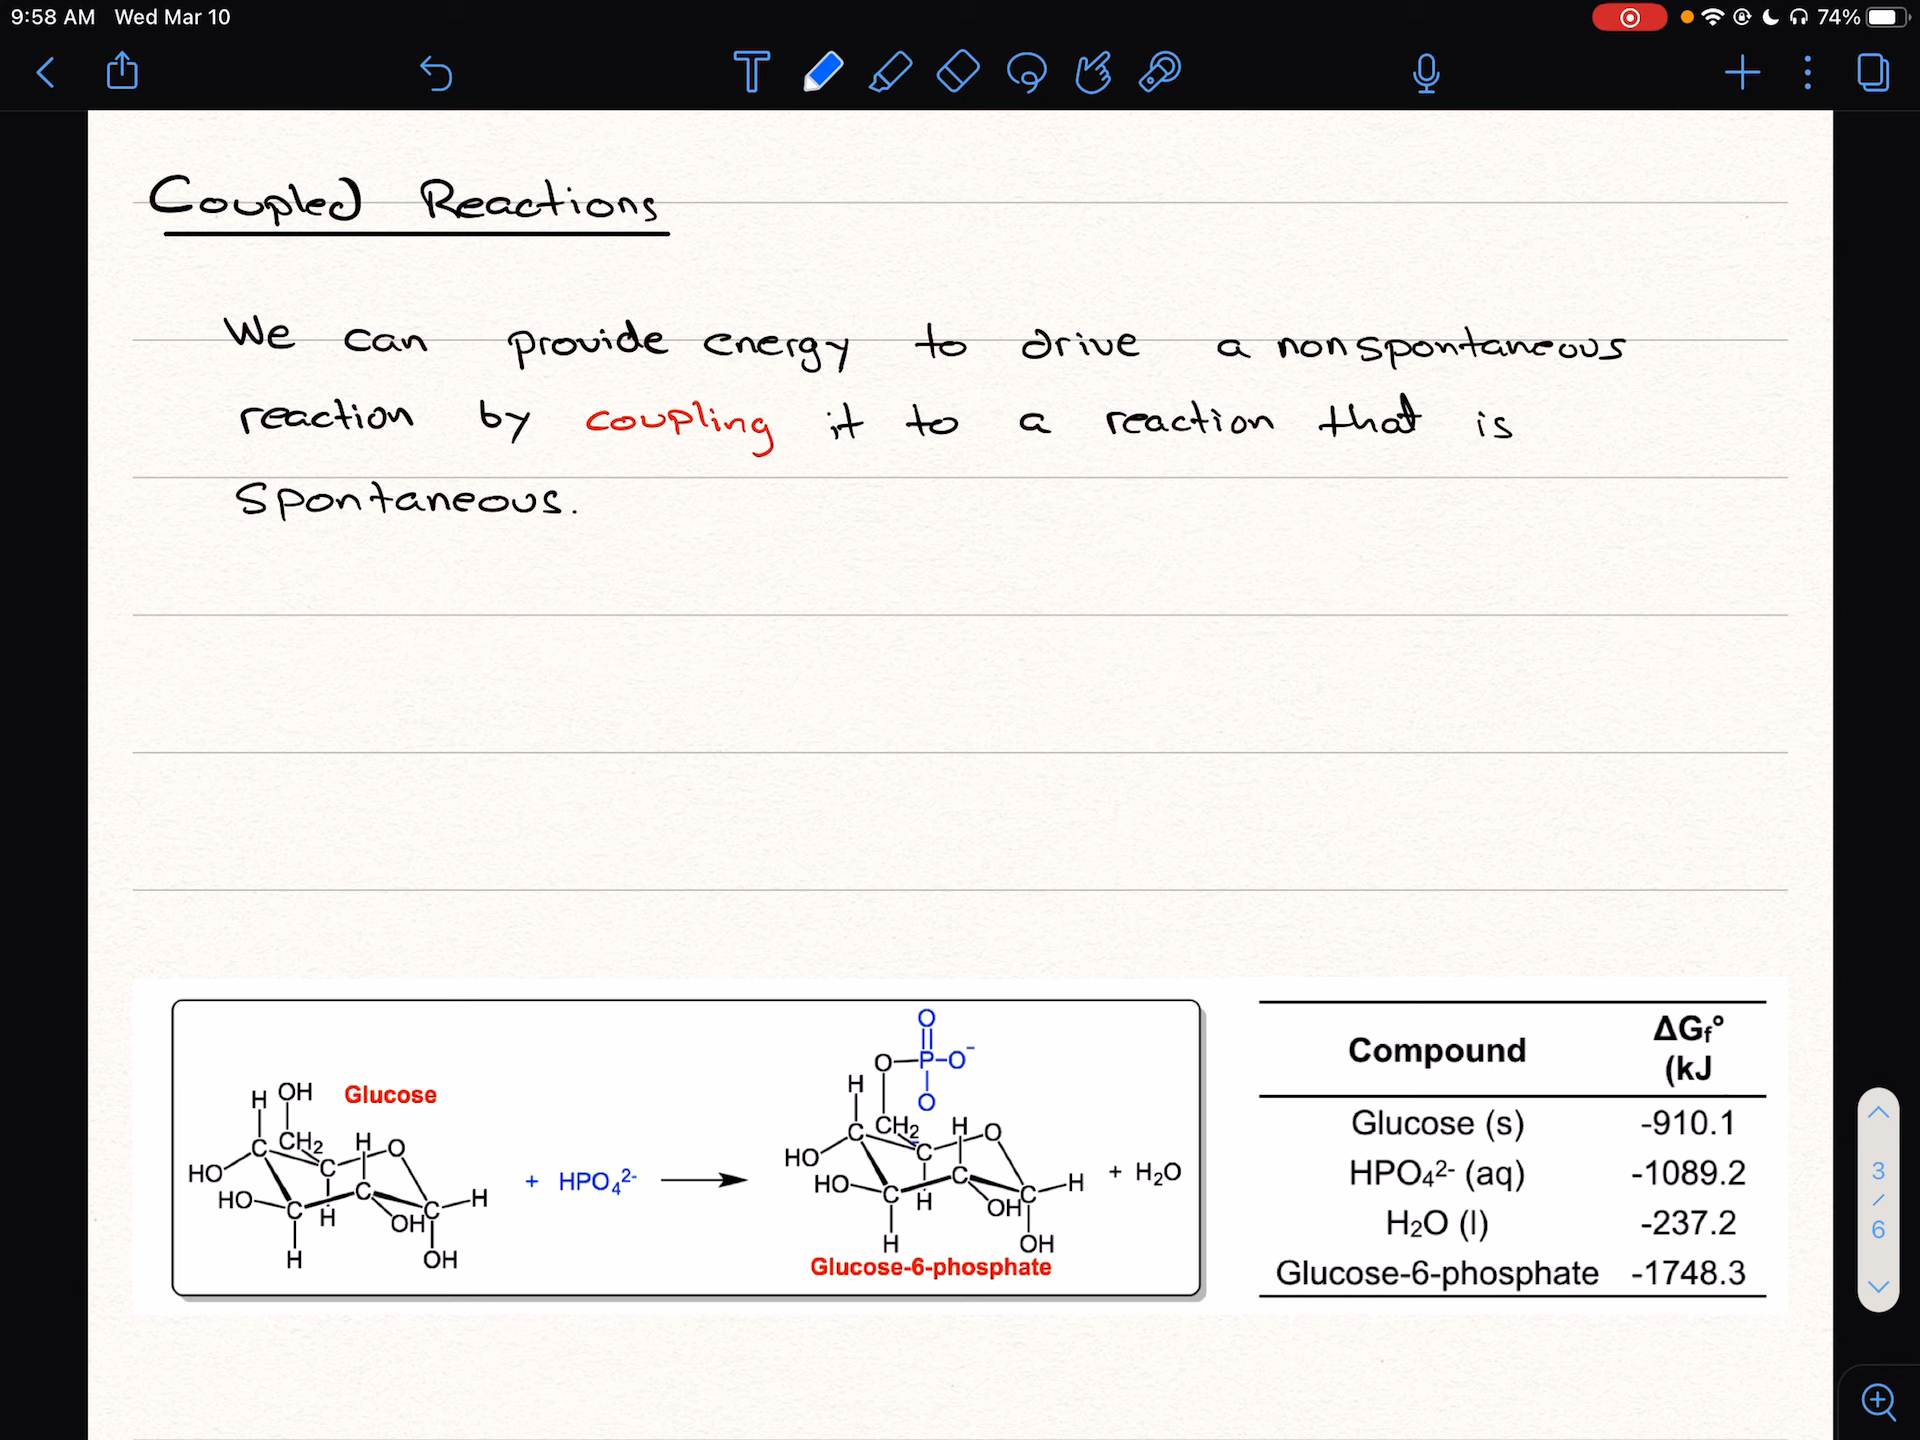 9:58 AM Wed Mar 10
74%
T
Coupled Reactions
We can provide energy to drive a nonspontaneous
reaction by coupling it to a reaction that is
Spontaneous.
H OH Glucose
CH₂ H O
C
HO C
HO C C H
C H OH C
H OH
+ HPO₄²⁻
O
O P-O⁻
H O
CH₂ H O
C
HO C
HO C C H
C H OH C
H OH
Glucose-6-phosphate
+ H₂O
Compound ΔGf° (kJ
Glucose (s) -910.1
HPO₄²⁻ (aq) -1089.2
H₂O (l) -237.2
Glucose-6-phosphate -1748.3
3
/
6